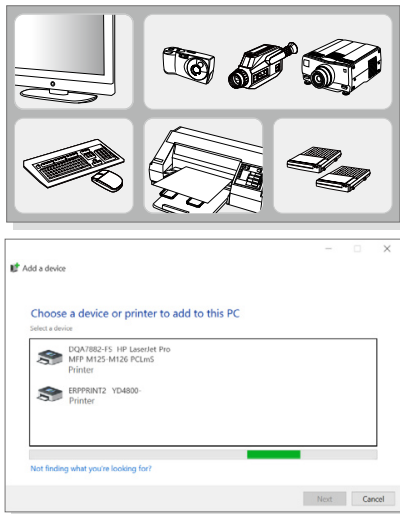 Add a device
Choose a device or printer to add to this PC
Select a device
DQA7882-F5 HP LaserJet Pro
MFP M125-M126 PCLmS
Printer
ERPPRINT2 YD4800-
Printer
Not finding what you're looking for?
Next Cancel